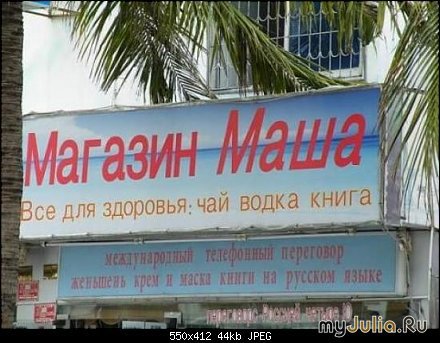 Магазин Маша
Все для здоровья: чай водка книга
международный телефонный переговор
женьшень крем и маска книги на русском языке
550x412 44kb JPEG
myJulia.Ru